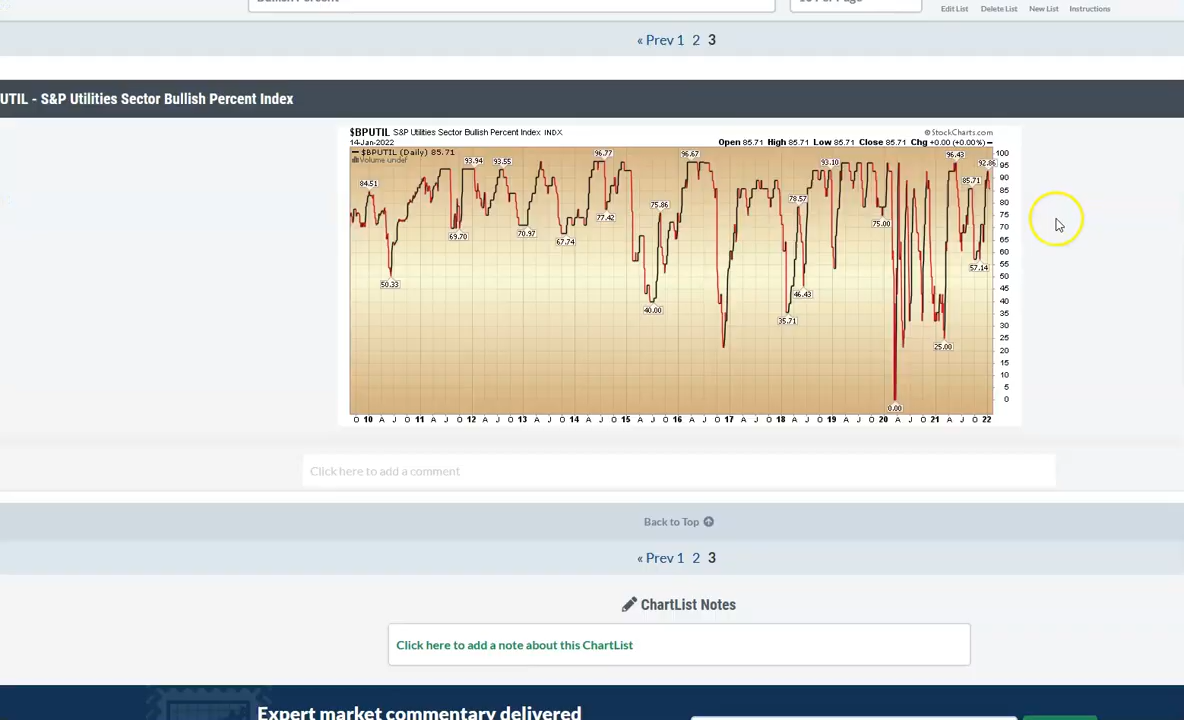 Edit List Delete List New List Instructions
« Prev 1 2 3
UTIL - S&P Utilities Sector Bullish Percent Index
$BPUTIL S&P Utilities Sector Bullish Percent Index INDX
© StockCharts.com
14-Jan-2022
Open 85.71 High 85.71 Low 85.71 Close 85.71 Chg +0.00 (+0.00%)
$BPUTIL (Daily) 85.71
Volume undef
84.51
50.33
69.70
93.94
93.55
70.97
67.74
96.77
77.42
40.00
75.86
96.67
35.71
78.57
46.43
93.10
75.00
0.00
25.00
96.43
85.71
57.14
92.86
100
95
90
85
80
75
70
65
60
55
50
45
40
35
30
25
20
15
10
5
0
O 10 A J O 11 A J O 12 A J O 13 A J O 14 A J O 15 A J O 16 A J O 17 A J O 18 A J O 19 A J O 20 A J O 21 A J O 22
Click here to add a comment
Back to Top
« Prev 1 2 3
ChartList Notes
Click here to add a note about this ChartList
Expert market commentary delivered